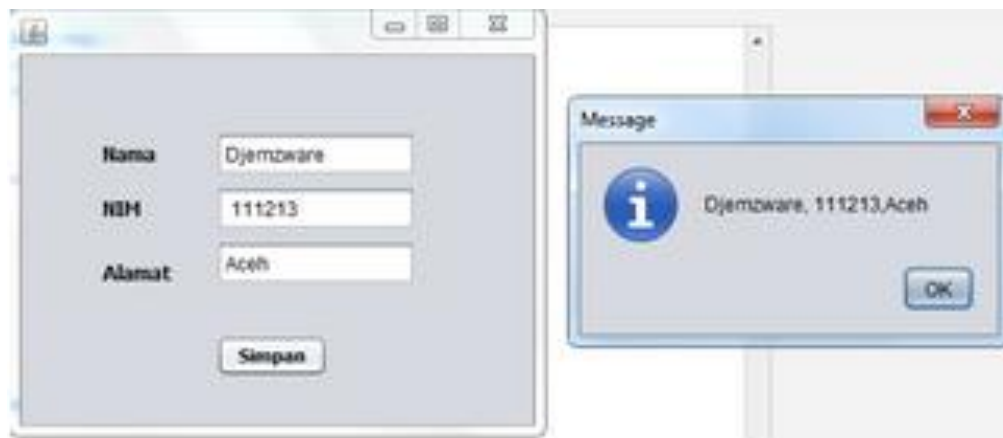 Nama
Djemzware
NIM
111213
Alamat
Aceh
Simpan
Message
Djemzware, 111213,Aceh
OK